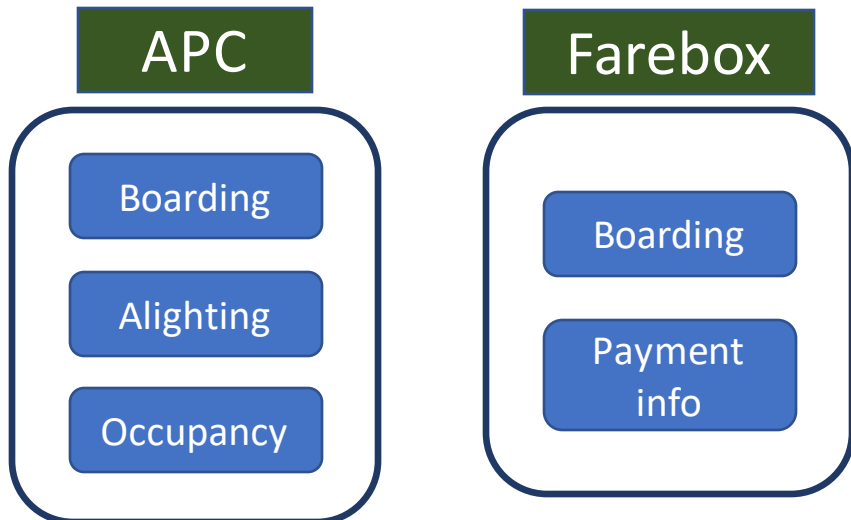 APC
Boarding
Alighting
Occupancy
Farebox
Boarding
Payment
info